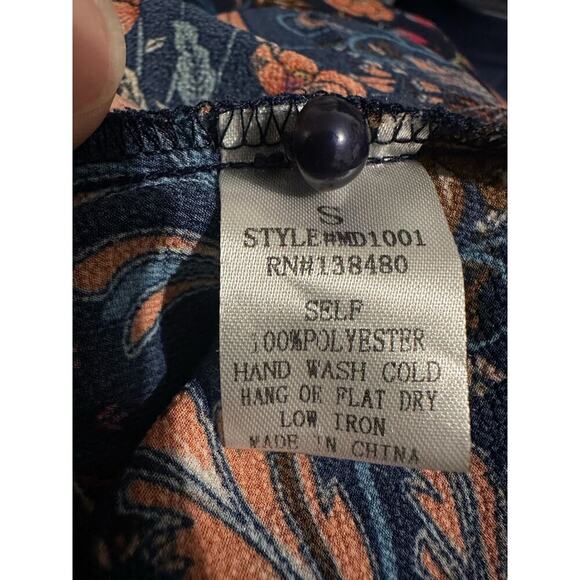 S
STYLE#MD1001
RN#138480
SELF
100%POLYESTER
HAND WASH COLD
HANG OR FLAT DRY
LOW IRON
MADE IN CHINA